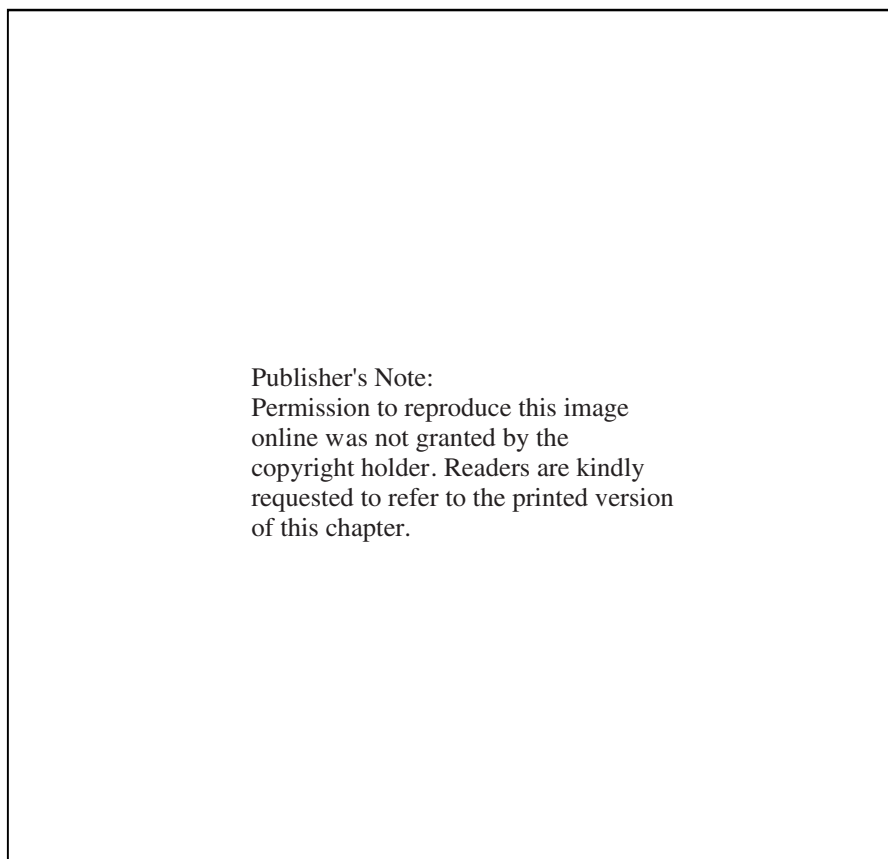 Publisher's Note:
Permission to reproduce this image
online was not granted by the
copyright holder. Readers are kindly
requested to refer to the printed version
of this chapter.